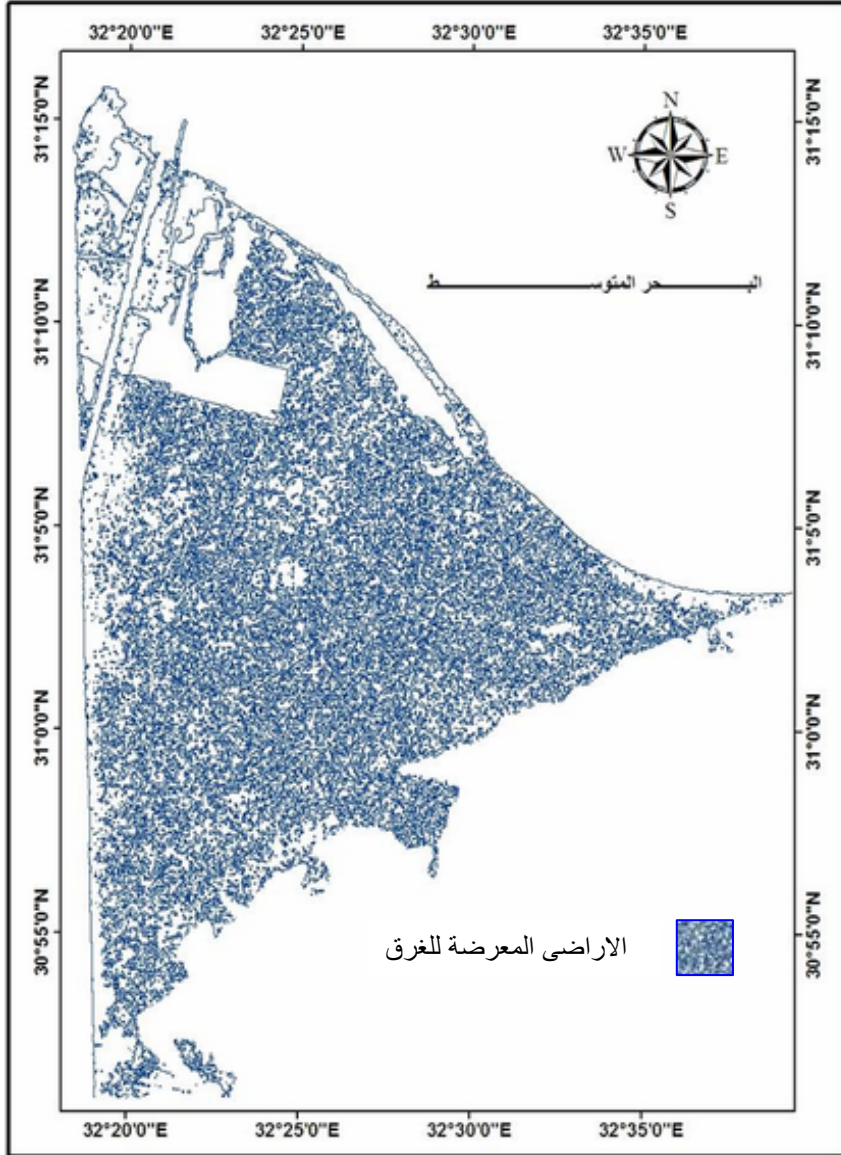 32°20'0"E 32°25'0"E 32°30'0"E 32°35'0"E
N
W E
S
31°15'0"N 31°15'0"N
البـــــــحر المتوســـــــــط
31°10'0"N 31°10'0"N
31°5'0"N 31°5'0"N
31°0'0"N 31°0'0"N
30°55'0"N 30°55'0"N
الاراضى المعرضة للغرق
32°20'0"E 32°25'0"E 32°30'0"E 32°35'0"E